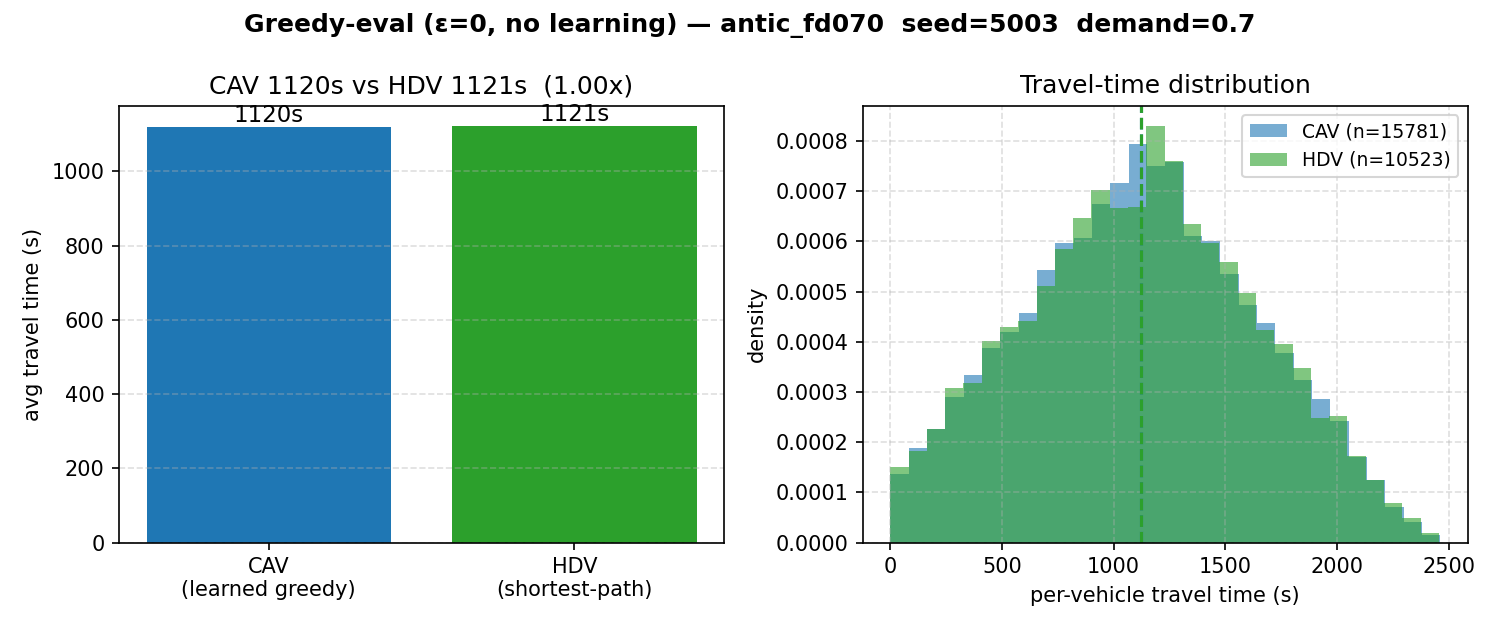 Greedy-eval (ε=0, no learning) — antic_fd070  seed=5003  demand=0.7
CAV 1120s vs HDV 1121s  (1.00x)
1120s
1121s
avg travel time (s)
1000
800
600
400
200
0
CAV
(learned greedy)
HDV
(shortest-path)
Travel-time distribution
CAV (n=15781)
HDV (n=10523)
density
0.0008
0.0007
0.0006
0.0005
0.0004
0.0003
0.0002
0.0001
0.0000
0
500
1000
1500
2000
2500
per-vehicle travel time (s)